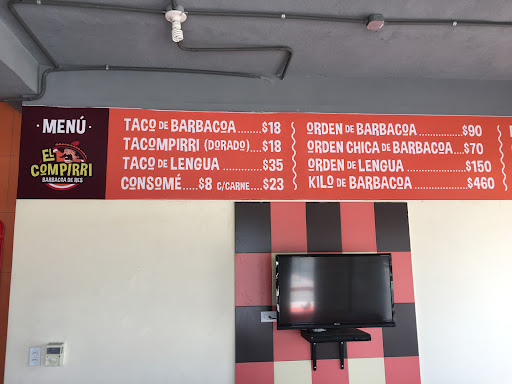 · MENÚ ·
EL COMPIRRI
BARBACOA DE RES
TACO DE BARBACOA.......$18
TACOMPIRRI (DORADO)....$18
TACO DE LENGUA..........$35
CONSOMÉ.....$8 C/CARNE....$23
ORDEN DE BARBACOA............$90
ORDEN CHICA DE BARBACOA...$70
ORDEN DE LENGUA..............$150
KILO DE BARBACOA.............$460